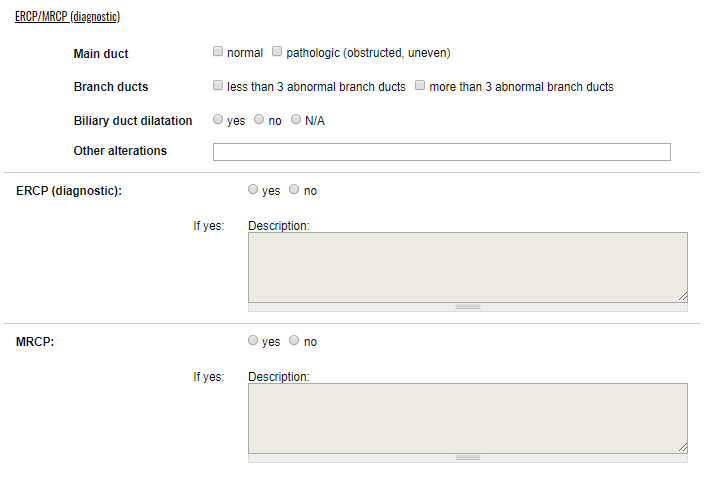 ERCP/MRCP (diagnostic)
Main duct normal pathologic (obstructed, uneven)
Branch ducts less than 3 abnormal branch ducts more than 3 abnormal branch ducts
Biliary duct dilatation yes no N/A
Other alterations
ERCP (diagnostic): yes no
If yes: Description:
MRCP: yes no
If yes: Description: